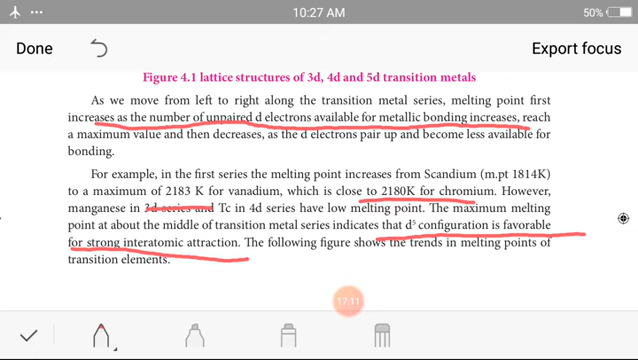 10:27 AM
50%
Done
Export focus
Figure 4.1 lattice structures of 3d, 4d and 5d transition metals
As we move from left to right along the transition metal series, melting point first
increases as the number of unpaired d electrons available for metallic bonding increases, reach
a maximum value and then decreases, as the d electrons pair up and become less available for
bonding.
For example, in the first series the melting point increases from Scandium (m.pt 1814K)
to a maximum of 2183 K for vanadium, which is close to 2180K for chromium. However,
manganese in 3d series and Tc in 4d series have low melting point. The maximum melting
point at about the middle of transition metal series indicates that d⁵ configuration is favorable
for strong interatomic attraction. The following figure shows the trends in melting points of
transition elements.
17:11